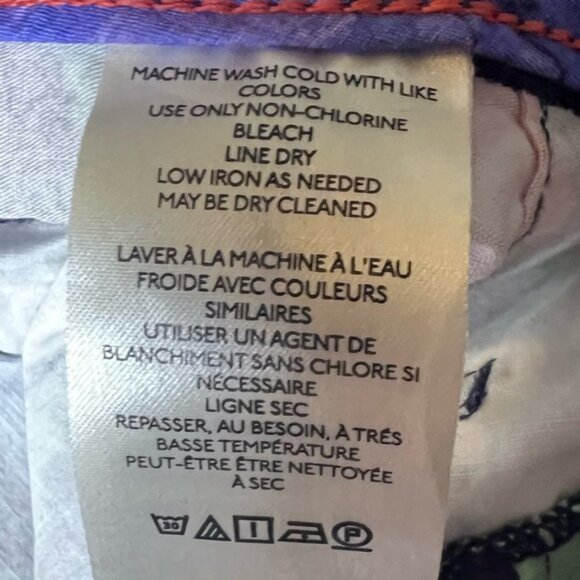 MACHINE WASH COLD WITH LIKE
COLORS
USE ONLY NON-CHLORINE
BLEACH
LINE DRY
LOW IRON AS NEEDED
MAY BE DRY CLEANED
LAVER À LA MACHINE À L'EAU
FROIDE AVEC COULEURS
SIMILAIRES
UTILISER UN AGENT DE
BLANCHIMENT SANS CHLORE SI
NÉCESSAIRE
LIGNE SEC
REPASSER, AU BESOIN, À TRÉS
BASSE TEMPÉRATURE
PEUT-ÊTRE ÊTRE NETTOYÉE
À SEC
30 P